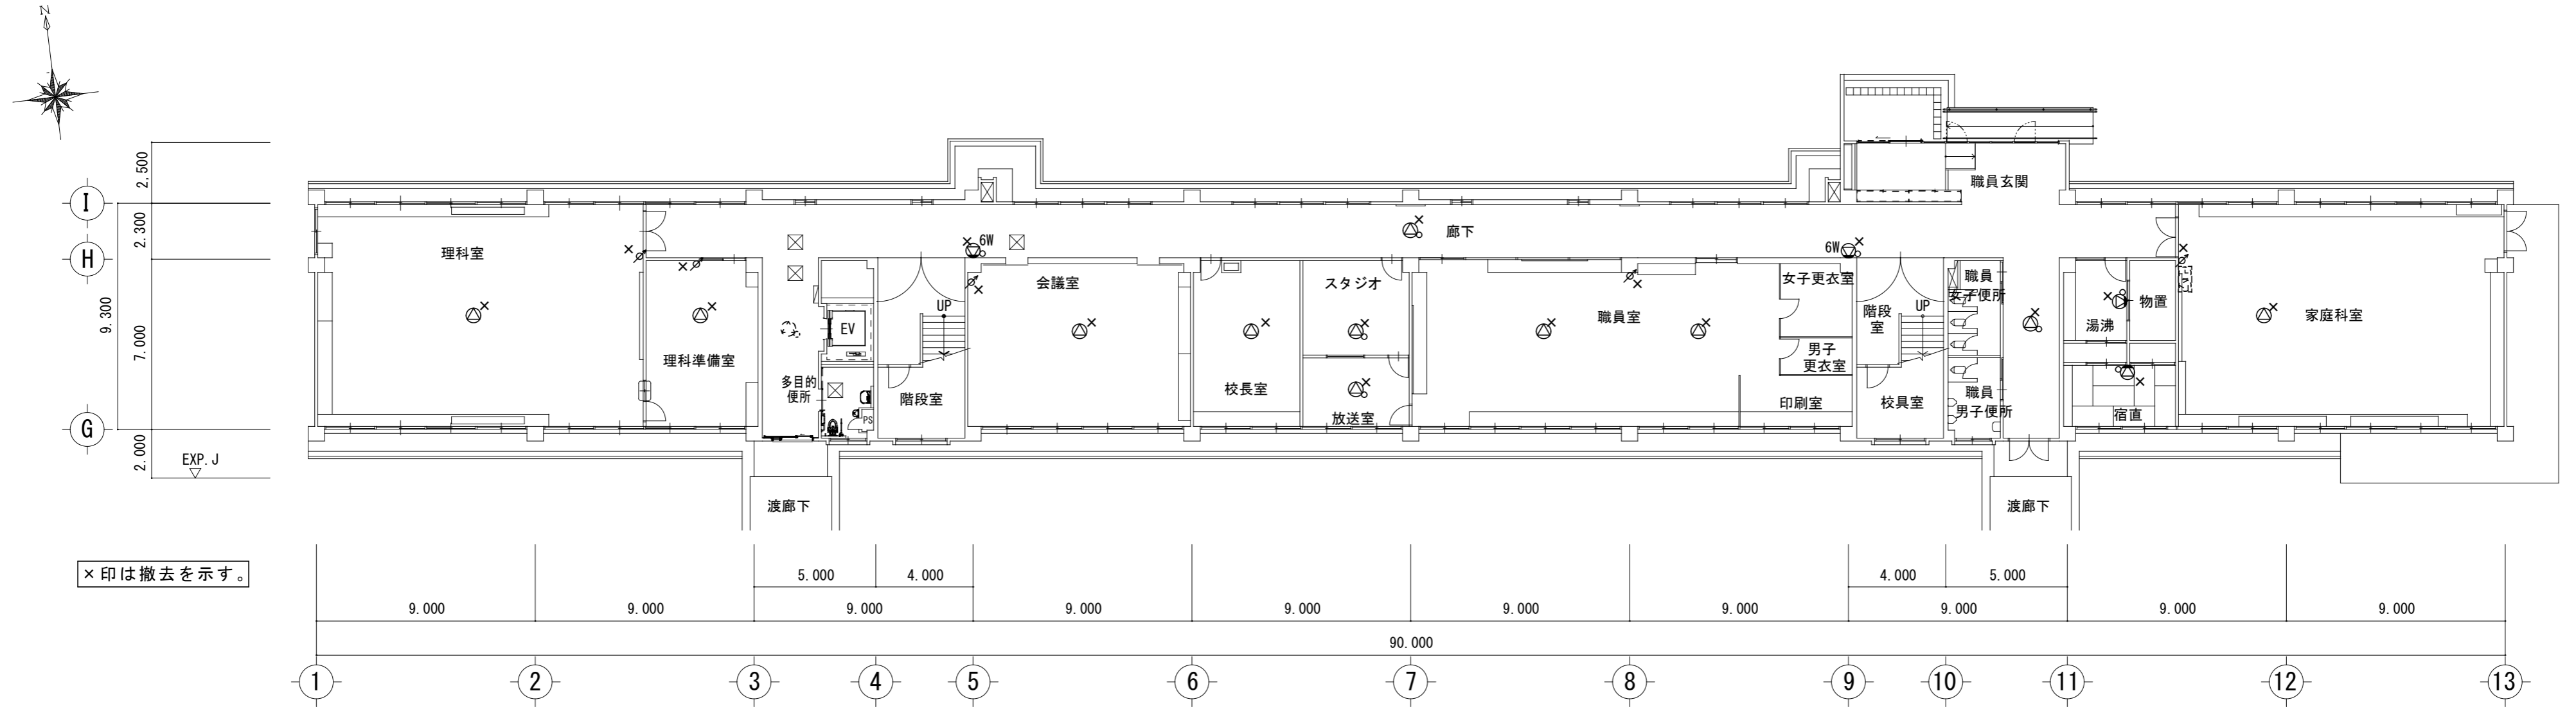 N
2,500
2.300
9.300
7.000
2.000
I
H
G
EXP.J
理科室
理科準備室
多目的
便所
EV
PS
UP
階段室
6W
会議室
校長室
スタジオ
放送室
廊下
職員室
女子更衣室
男子
更衣室
印刷室
6W
階段
室
UP
校具室
職員
女子便所
職員
男子便所
職員玄関
湯沸
物置
宿直
家庭科室
渡廊下
渡廊下
×印は撤去を示す。
5.000
4.000
4.000
5.000
9.000
9.000
9.000
9.000
9.000
9.000
9.000
9.000
9.000
9.000
90.000
1
2
3
4
5
6
7
8
9
10
11
12
13